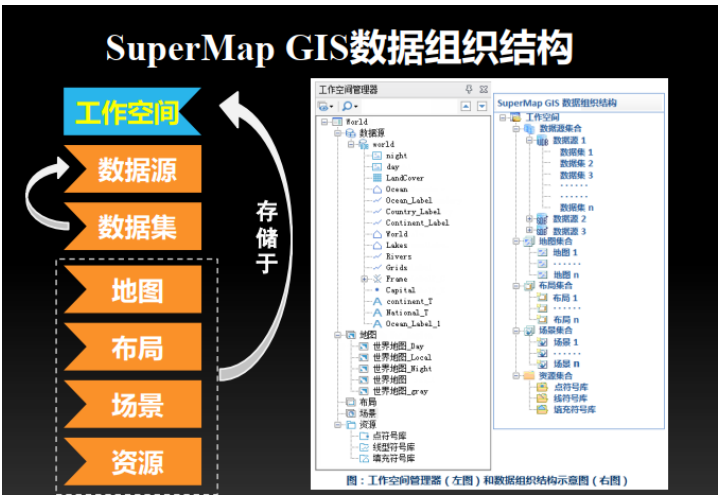 SuperMap GIS数据组织结构
工作空间
数据源
数据集
地图
布局
场景
资源
存储于
工作空间管理器
World
数据源
world
night
day
LandCover
Ocean
Ocean_Label
Country_Label
Continent_Label
World
Lakes
Rivers
Grids
Frame
Capital
continent_T
National_T
Ocean_Label_1
地图
世界地图_Day
世界地图_Local
世界地图_Night
世界地图
世界地图_gray
布局
场景
资源
点符号库
线型符号库
填充符号库
SuperMap GIS 数据组织结构
工作空间
数据源集合
数据源 1
数据集 1
数据集 2
数据集 3
······
······
数据集 n
数据源 2
数据源 3
地图集合
地图 1
······
地图 n
布局集合
布局 1
······
布局 n
场景集合
场景 1
······
场景 n
资源集合
点符号库
线符号库
填充符号库
图：工作空间管理器（左图）和数据组织结构示意图（右图）